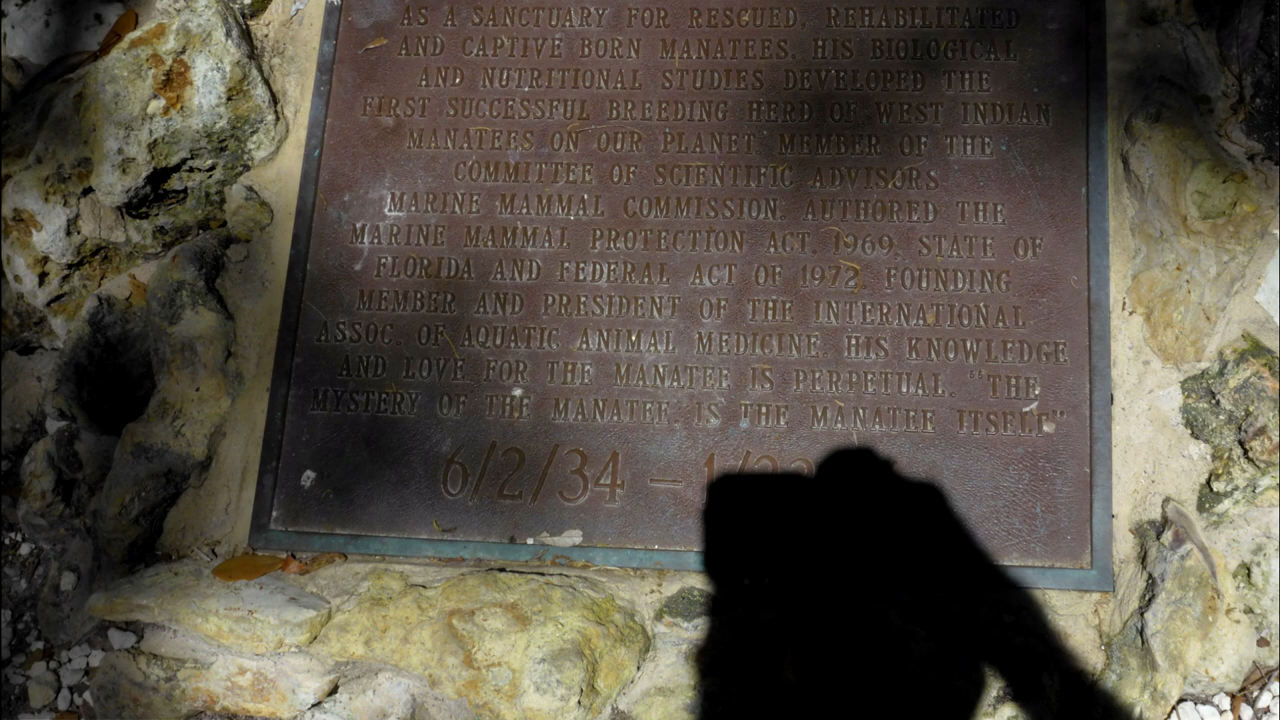 AS A SANCTUARY FOR RESCUED, REHABILITATED
AND CAPTIVE BORN MANATEES. HIS BIOLOGICAL
AND NUTRITIONAL STUDIES DEVELOPED THE
FIRST SUCCESSFUL BREEDING HERD OF WEST INDIAN
MANATEES ON OUR PLANET. MEMBER OF THE
COMMITTEE OF SCIENTIFIC ADVISORS
MARINE MAMMAL COMMISSION. AUTHORED THE
MARINE MAMMAL PROTECTION ACT, 1969, STATE OF
FLORIDA AND FEDERAL ACT OF 1972. FOUNDING
MEMBER AND PRESIDENT OF THE INTERNATIONAL
ASSOC. OF AQUATIC ANIMAL MEDICINE. HIS KNOWLEDGE
AND LOVE FOR THE MANATEE IS PERPETUAL. "THE
MYSTERY OF THE MANATEE, IS THE MANATEE ITSELF"
6/2/34 –